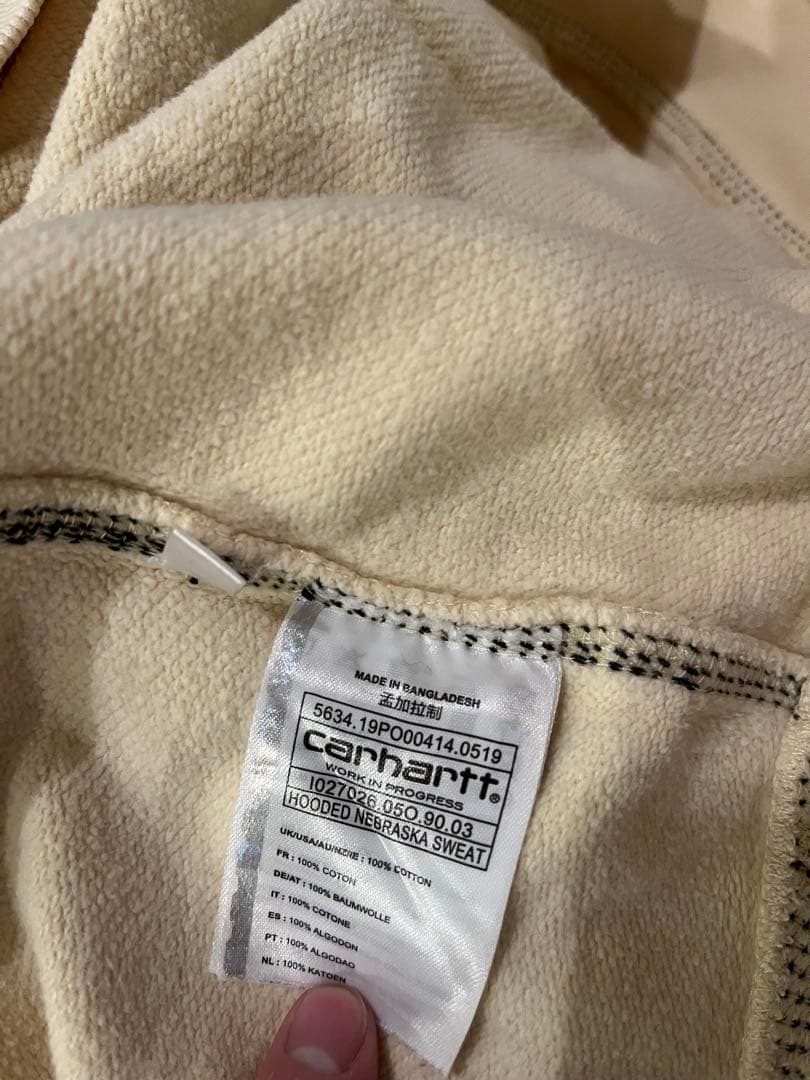 MADE IN BANGLADESH
孟加拉制
5634.19PO00414.0519
carhartt®
WORK IN PROGRESS
I027026.05O.90.03
HOODED NEBRASKA SWEAT
UK/USA/AU/NZ/IE : 100% COTTON
FR : 100% COTON
DE/AT : 100% BAUMWOLLE
IT : 100% COTONE
ES : 100% ALGODON
PT : 100% ALGODAO
NL : 100% KATOEN